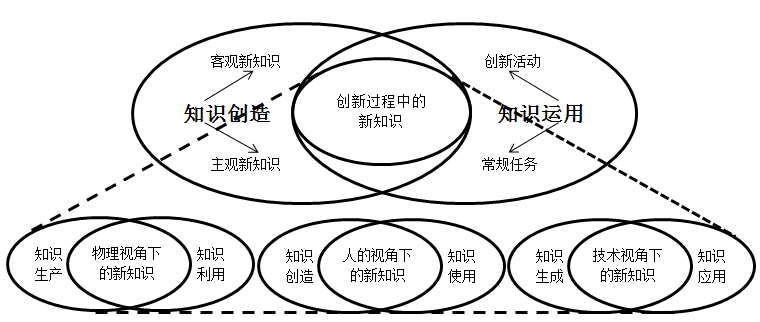 客观新知识
创新活动
知识创造
创新过程中的
新知识
知识运用
主观新知识
常规任务
知识
生产
物理视角下
的新知识
知识
利用
知识
创造
人的视角下
的新知识
知识
使用
知识
生成
技术视角下
的新知识
知识
应用